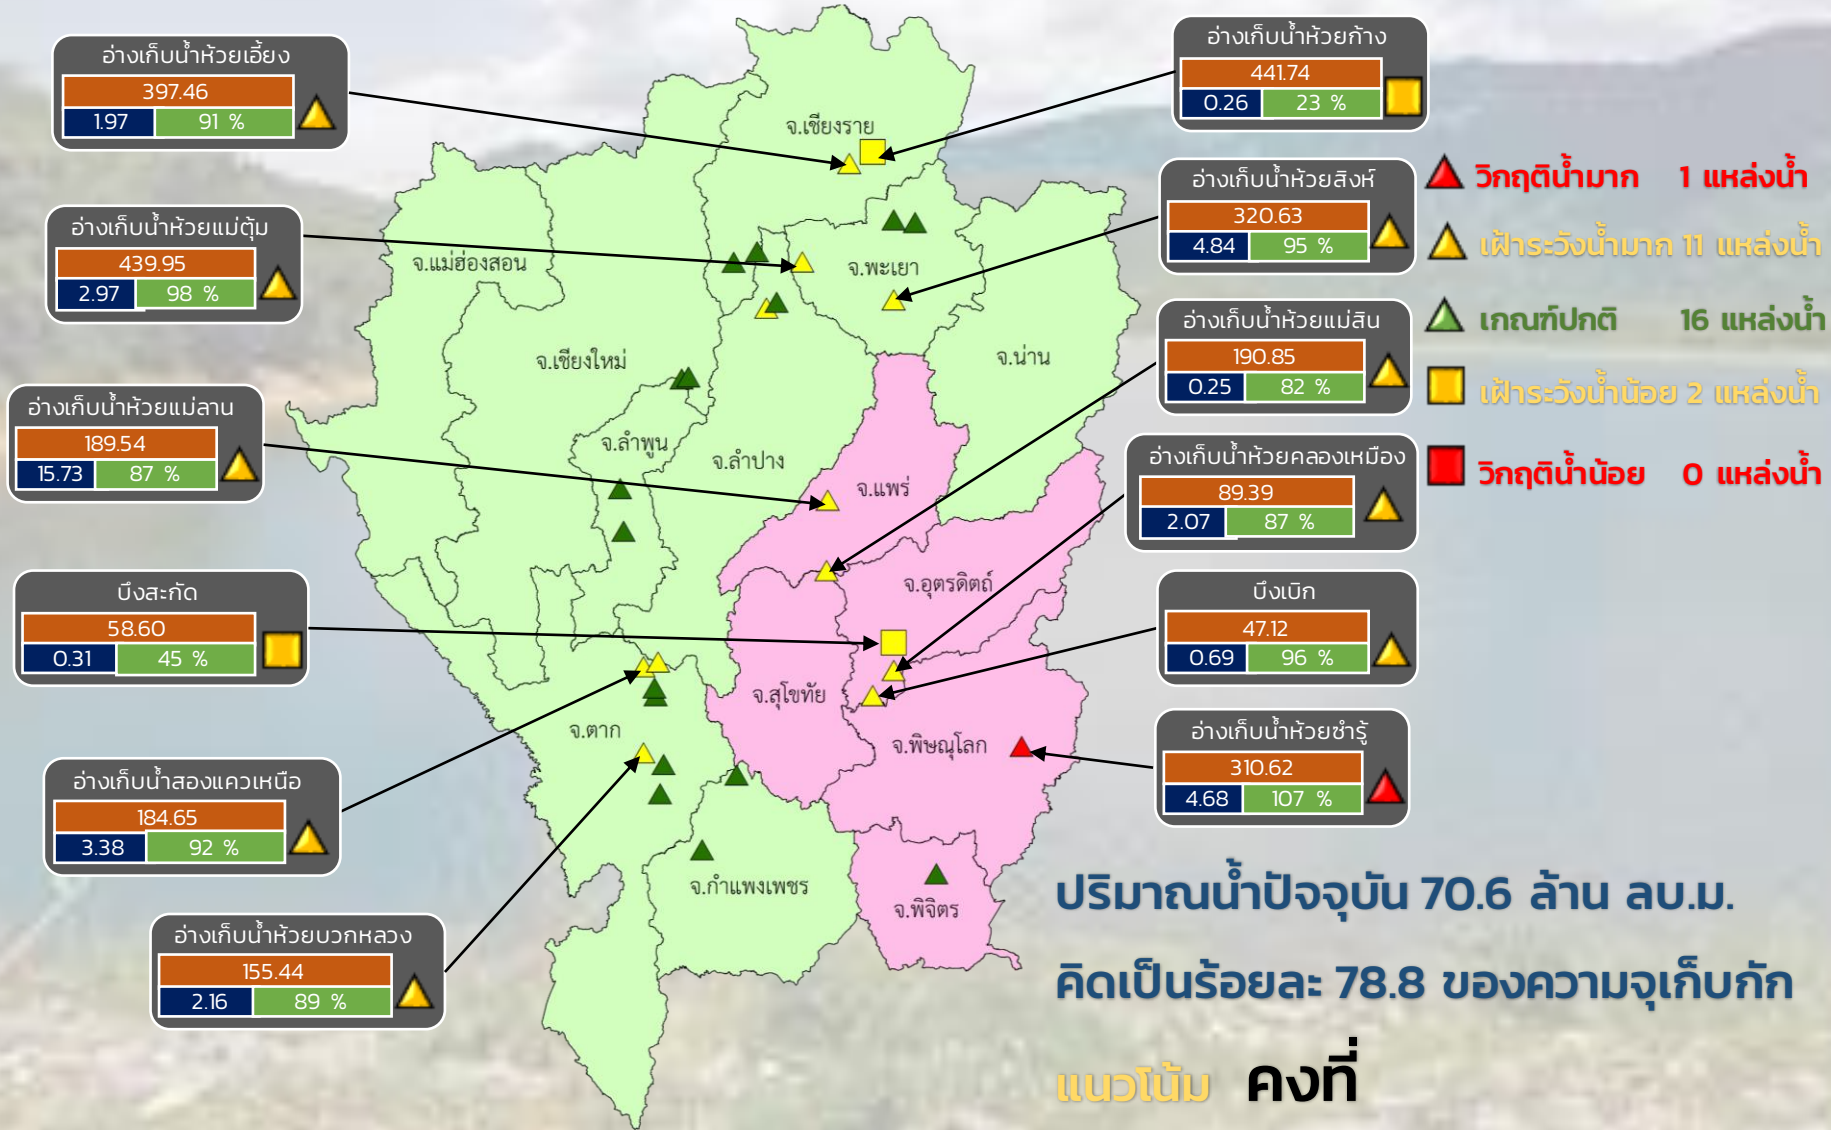 อ่างเก็บน้ำห้วยเอี้ยง
397.46
1.97 91 %
อ่างเก็บน้ำห้วยแม่ตุ้ม
439.95
2.97 98 %
อ่างเก็บน้ำห้วยแม่ลาน
189.54
15.73 87 %
บึงสะกัด
58.60
0.31 45 %
อ่างเก็บน้ำสองแควเหนือ
184.65
3.38 92 %
อ่างเก็บน้ำห้วยบวกหลวง
155.44
2.16 89 %
จ.เชียงราย
จ.แม่ฮ่องสอน
จ.พะเยา
จ.เชียงใหม่
จ.น่าน
จ.ลำพูน
จ.ลำปาง
จ.แพร่
จ.อุตรดิตถ์
จ.สุโขทัย
จ.ตาก
จ.พิษณุโลก
จ.กำแพงเพชร
จ.พิจิตร
อ่างเก็บน้ำห้วยก้าง
441.74
0.26 23 %
อ่างเก็บน้ำห้วยสิงห์
320.63
4.84 95 %
อ่างเก็บน้ำห้วยแม่สิน
190.85
0.25 82 %
อ่างเก็บน้ำห้วยคลองเหมือง
89.39
2.07 87 %
บึงเบิก
47.12
0.69 96 %
อ่างเก็บน้ำห้วยซำรู้
310.62
4.68 107 %
วิกฤติน้ำมาก 1 แหล่งน้ำ
เฝ้าระวังน้ำมาก 11 แหล่งน้ำ
เกณฑ์ปกติ 16 แหล่งน้ำ
เฝ้าระวังน้ำน้อย 2 แหล่งน้ำ
วิกฤติน้ำน้อย 0 แหล่งน้ำ
ปริมาณน้ำปัจจุบัน 70.6 ล้าน ลบ.ม.
คิดเป็นร้อยละ 78.8 ของความจุเก็บกัก
แนวโน้ม คงที่